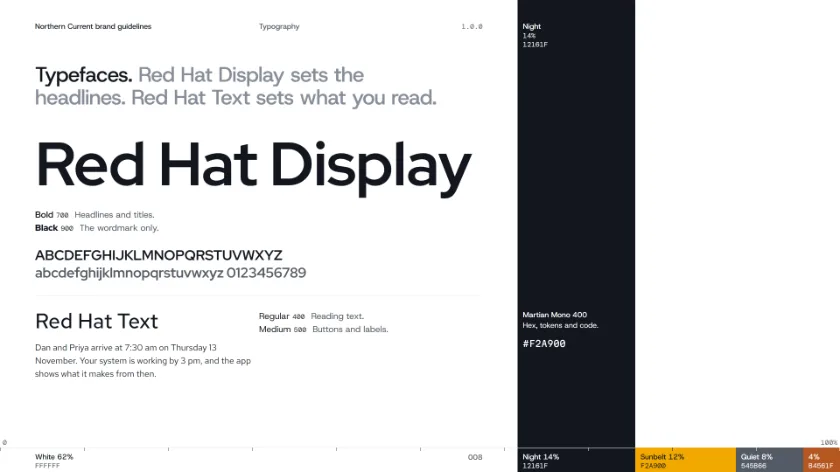 Northern Current brand guidelines
Typography
1.0.0
Typefaces. Red Hat Display sets the
headlines. Red Hat Text sets what you read.
Red Hat Display
Bold 700 Headlines and titles.
Black 900 The wordmark only.
ABCDEFGHIJKLMNOPQRSTUVWXYZ
abcdefghijklmnopqrstuvwxyz 0123456789
Red Hat Text
Dan and Priya arrive at 7:30 am on Thursday 13
November. Your system is working by 3 pm, and the app
shows what it makes from then.
Regular 400 Reading text.
Medium 500 Buttons and labels.
Night
14%
12161F
Martian Mono 400
Hex, tokens and code.
#F2A900
0
100%
White 62%
FFFFFF
008
Night 14%
12161F
Sunbelt 12%
F2A900
Quiet 8%
545B66
4%
B4561F